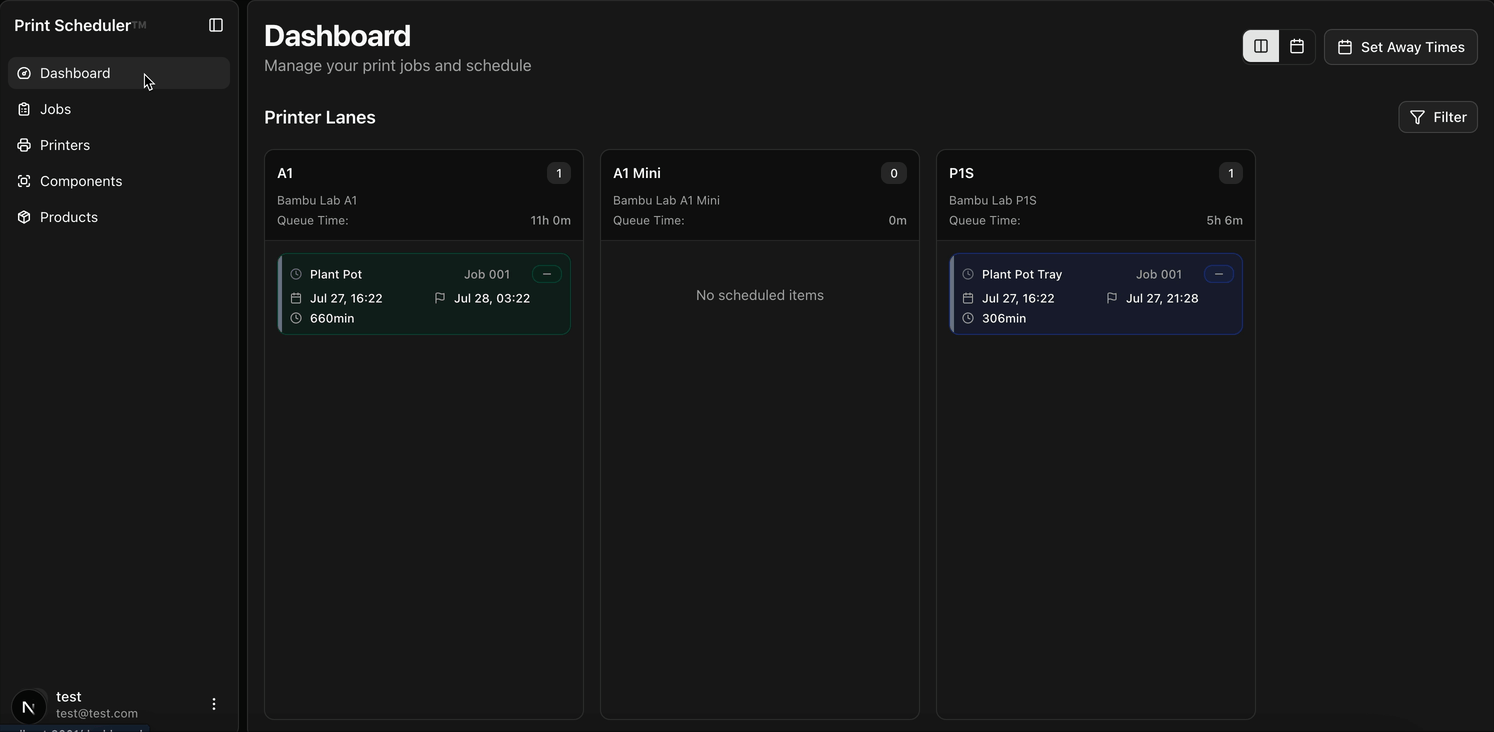 Print Scheduler™
Dashboard
Jobs
Printers
Components
Products
test
test@test.com
Dashboard
Manage your print jobs and schedule
Set Away Times
Printer Lanes
Filter
A1 1
Bambu Lab A1
Queue Time: 11h 0m
Plant Pot Job 001 —
Jul 27, 16:22 Jul 28, 03:22
660min
A1 Mini 0
Bambu Lab A1 Mini
Queue Time: 0m
No scheduled items
P1S 1
Bambu Lab P1S
Queue Time: 5h 6m
Plant Pot Tray Job 001 —
Jul 27, 16:22 Jul 27, 21:28
306min